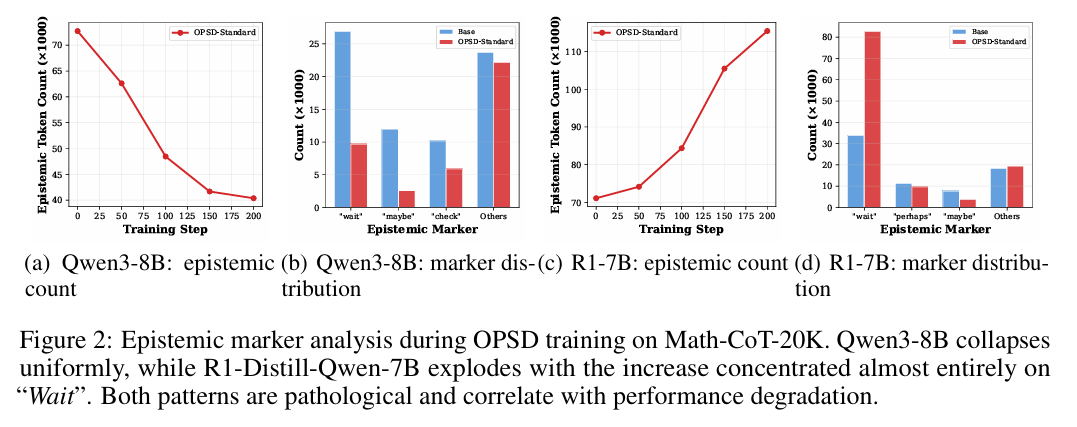 Epistemic Token Count (×1000)
70
65
60
55
50
45
40
OPSD-Standard
0 25 50 75 100 125 150 175 200
Training Step
Count (×1000)
25
20
15
10
5
0
Base
OPSD-Standard
"wait" "maybe" "check" Others
Epistemic Marker
Epistemic Token Count (×1000)
110
100
90
80
70
OPSD-Standard
0 25 50 75 100 125 150 175 200
Training Step
Count (×1000)
80
70
60
50
40
30
20
10
0
Base
OPSD-Standard
"wait" "perhaps" "maybe" Others
Epistemic Marker
(a) Qwen3-8B: epistemic
count
(b) Qwen3-8B: marker dis-
tribution
(c) R1-7B: epistemic count
(d) R1-7B: marker distribu-
tion
Figure 2: Epistemic marker analysis during OPSD training on Math-CoT-20K. Qwen3-8B collapses
uniformly, while R1-Distill-Qwen-7B explodes with the increase concentrated almost entirely on
“Wait”. Both patterns are pathological and correlate with performance degradation.